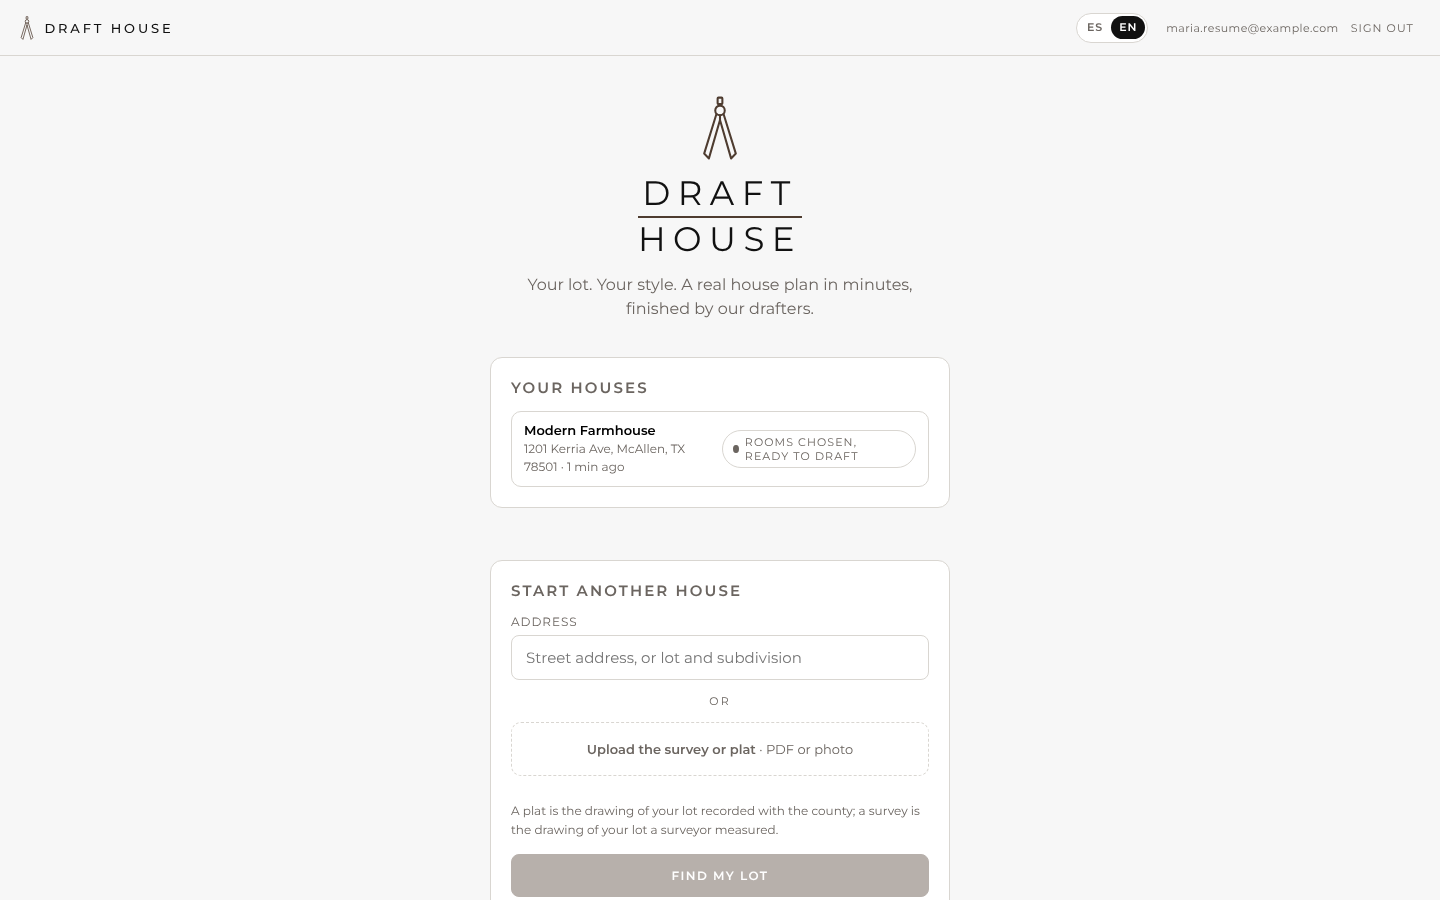 DRAFT HOUSE
ES EN
maria.resume@example.com
SIGN OUT
DRAFT
HOUSE
Your lot. Your style. A real house plan in minutes,
finished by our drafters.
YOUR HOUSES
Modern Farmhouse
1201 Kerria Ave, McAllen, TX
78501 · 1 min ago
ROOMS CHOSEN,
READY TO DRAFT
START ANOTHER HOUSE
ADDRESS
Street address, or lot and subdivision
OR
Upload the survey or plat · PDF or photo
A plat is the drawing of your lot recorded with the county; a survey is
the drawing of your lot a surveyor measured.
FIND MY LOT